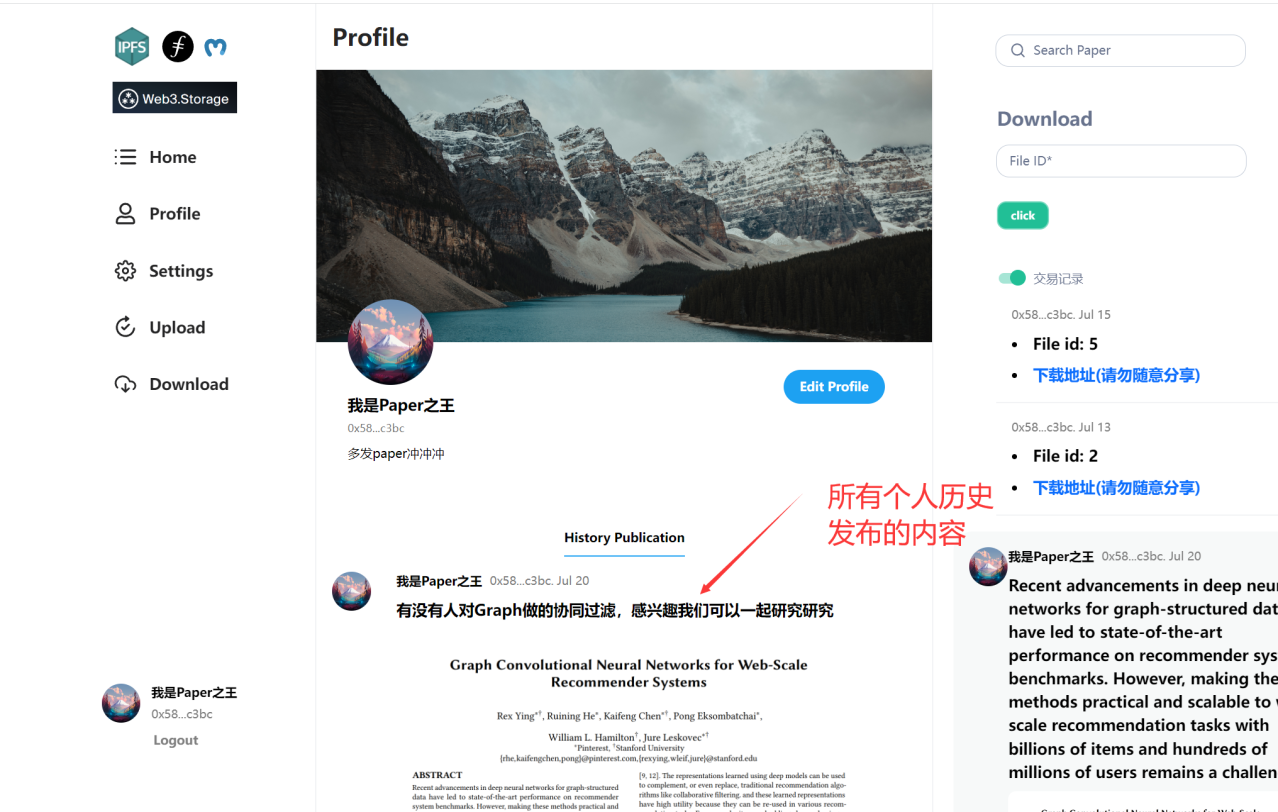 IPFS
Web3.Storage
Home
Profile
Settings
Upload
Download
我是Paper之王
0x58...c3bc
Logout
Profile
我是Paper之王
0x58...c3bc
多发paper冲冲冲
Edit Profile
所有个人历史
发布的内容
History Publication
我是Paper之王 0x58...c3bc. Jul 20
有没有人对Graph做的协同过滤，感兴趣我们可以一起研究研究
Graph Convolutional Neural Networks for Web-Scale
Recommender Systems
Rex Ying*†, Ruining He*, Kaifeng Chen*†, Pong Eksombatchai*,
William L. Hamilton†, Jure Leskovec*†
*Pinterest, †Stanford University
{rhe,kaifengchen,pong}@pinterest.com,{rexying,wleif,jure}@stanford.edu
ABSTRACT
Recent advancements in deep neural networks for graph-structured
data have led to state-of-the-art performance on recommender
system benchmarks. However, making these methods practical and
[9, 12]. The representations learned using deep models can be used
to complement, or even replace, traditional recommendation algo-
rithms like collaborative filtering, and these learned representations
have high utility because they can be re-used in various recom-
Search Paper
Download
File ID*
click
交易记录
0x58...c3bc. Jul 15
File id: 5
下载地址(请勿随意分享)
0x58...c3bc. Jul 13
File id: 2
下载地址(请勿随意分享)
我是Paper之王 0x58...c3bc. Jul 20
Recent advancements in deep neu
networks for graph-structured dat
have led to state-of-the-art
performance on recommender sys
benchmarks. However, making the
methods practical and scalable to
scale recommendation tasks with
billions of items and hundreds of
millions of users remains a challen